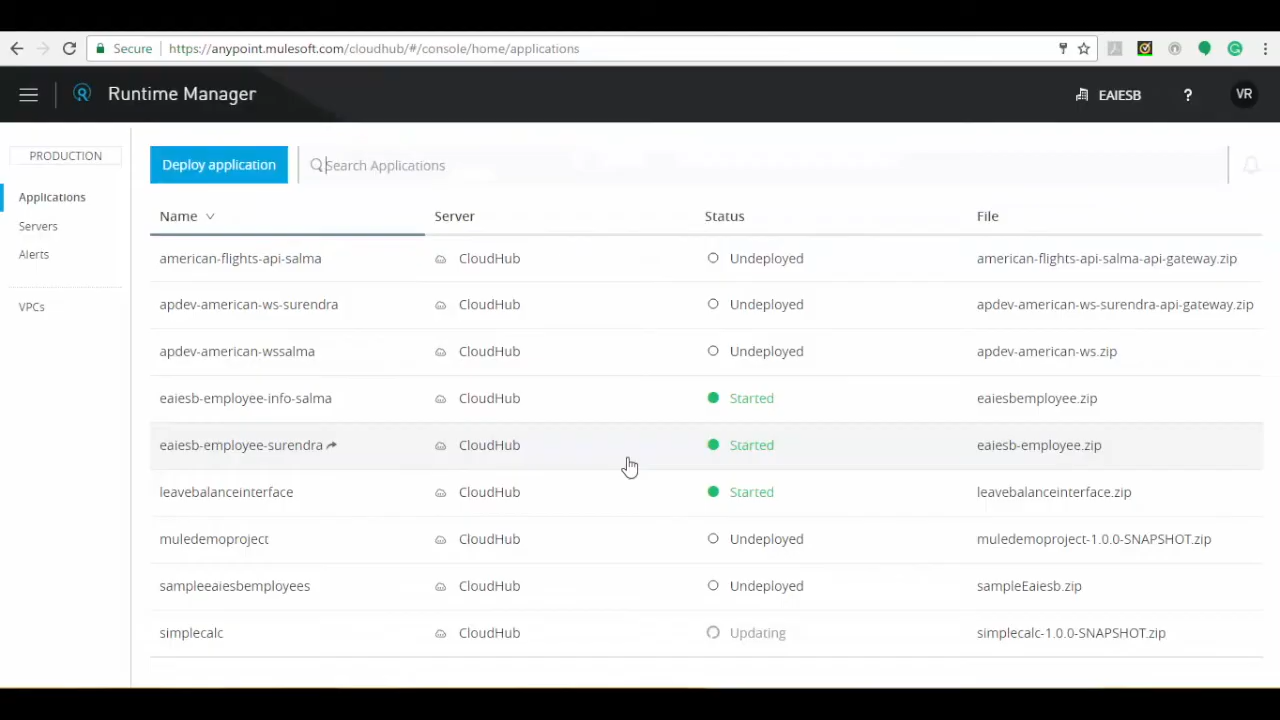 Secure https://anypoint.mulesoft.com/cloudhub/#/console/home/applications
Runtime Manager
EAIESB
?
VR
PRODUCTION
Applications
Servers
Alerts
VPCs
Deploy application
Search Applications
Name Server Status File
american-flights-api-salma CloudHub Undeployed american-flights-api-salma-api-gateway.zip
apdev-american-ws-surendra CloudHub Undeployed apdev-american-ws-surendra-api-gateway.zip
apdev-american-wssalma CloudHub Undeployed apdev-american-ws.zip
eaiesb-employee-info-salma CloudHub Started eaiesbemployee.zip
eaiesb-employee-surendra CloudHub Started eaiesb-employee.zip
leavebalanceinterface CloudHub Started leavebalanceinterface.zip
muledemoproject CloudHub Undeployed muledemoproject-1.0.0-SNAPSHOT.zip
sampleeaiesbemployees CloudHub Undeployed sampleEaiesb.zip
simplecalc CloudHub Updating simplecalc-1.0.0-SNAPSHOT.zip